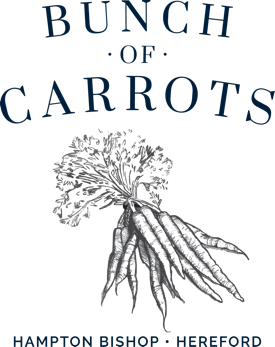 BUNCH
· OF ·
CARROTS
HAMPTON BISHOP · HEREFORD